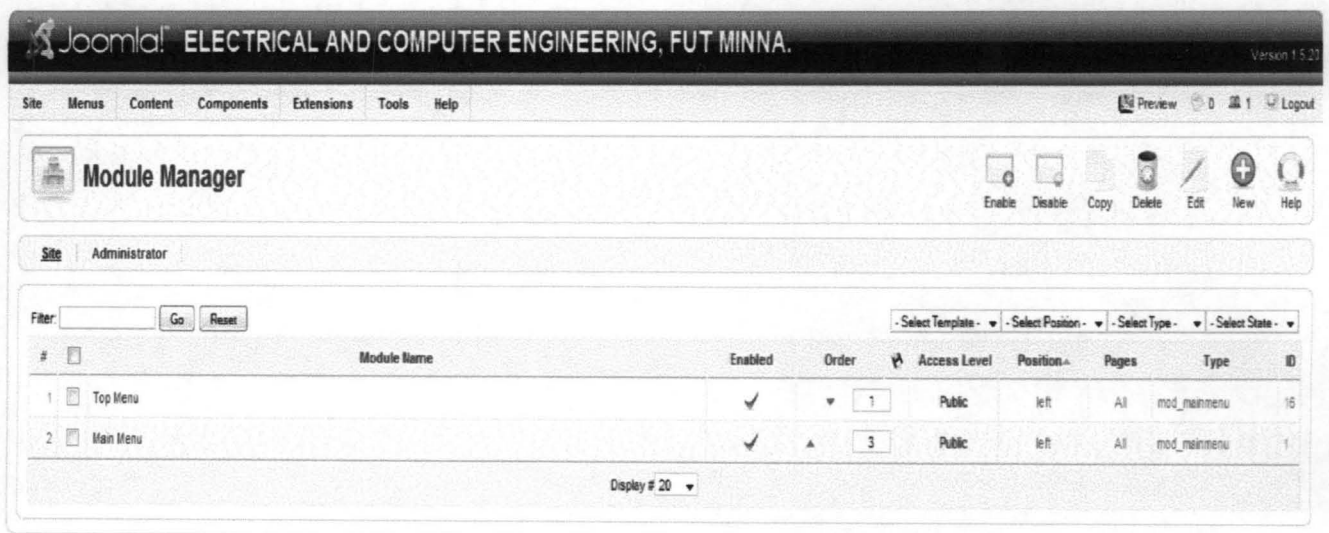 Joomla! ELECTRICAL AND COMPUTER ENGINEERING, FUT MINNA.
Version 1.5.20
Site Menus Content Components Extensions Tools Help Preview 0 1 Logout
Module Manager
Enable Disable Copy Delete Edit New Help
Site Administrator
Filter: Go Reset - Select Template - - Select Position - - Select Type - - Select State -
# Module Name Enabled Order Access Level Position Pages Type ID
1 Top Menu 1 Public left All mod_mainmenu 16
2 Main Menu 3 Public left All mod_mainmenu 1
Display # 20